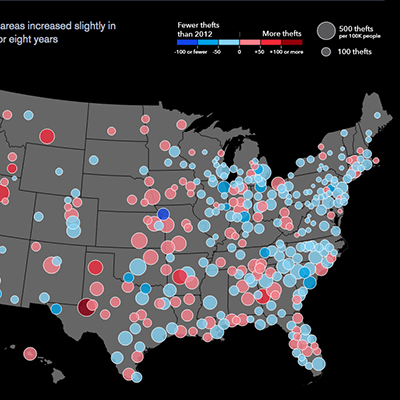 areas increased slightly in
or eight years
Fewer thefts
than 2012
More thefts
-100 or fewer
-50
0
+50
+100 or more
500 thefts
per 100K people
100 thefts